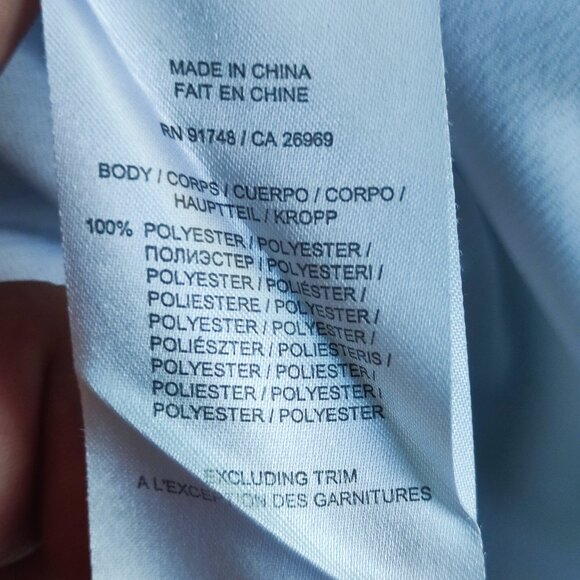 MADE IN CHINA
FAIT EN CHINE
RN 91748 / CA 26969
BODY / CORPS / CUERPO / CORPO /
HAUPTTEIL / KROPP
100% POLYESTER / POLYESTER /
ПОЛИЭСТЕР / POLYESTERI /
POLYESTER / POLIÉSTER /
POLIESTERE / POLYESTER /
POLYESTER / POLYESTER /
POLIÉSZTER / POLIESTERIS /
POLYESTER / POLIESTER /
POLIESTER / POLYESTER /
POLYESTER / POLYESTER
EXCLUDING TRIM
A L'EXCEPTION DES GARNITURES